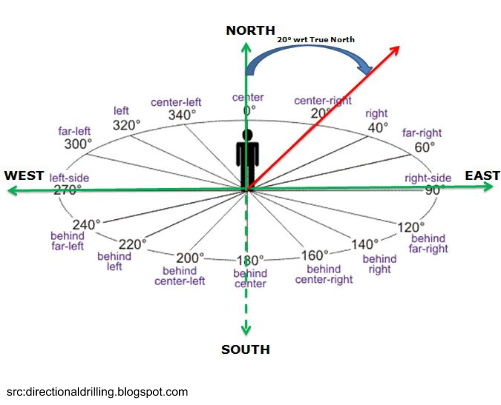 NORTH
20° wrt True North
center
0°
center-left
340°
center-right
20°
left
320°
right
40°
far-left
300°
far-right
60°
WEST
left-side
270°
right-side
90°
EAST
240°
behind
far-left
120°
behind
far-right
220°
behind
left
140°
behind
right
200°
behind
center-left
180°
behind
center
160°
behind
center-right
SOUTH
src:directionaldrilling.blogspot.com